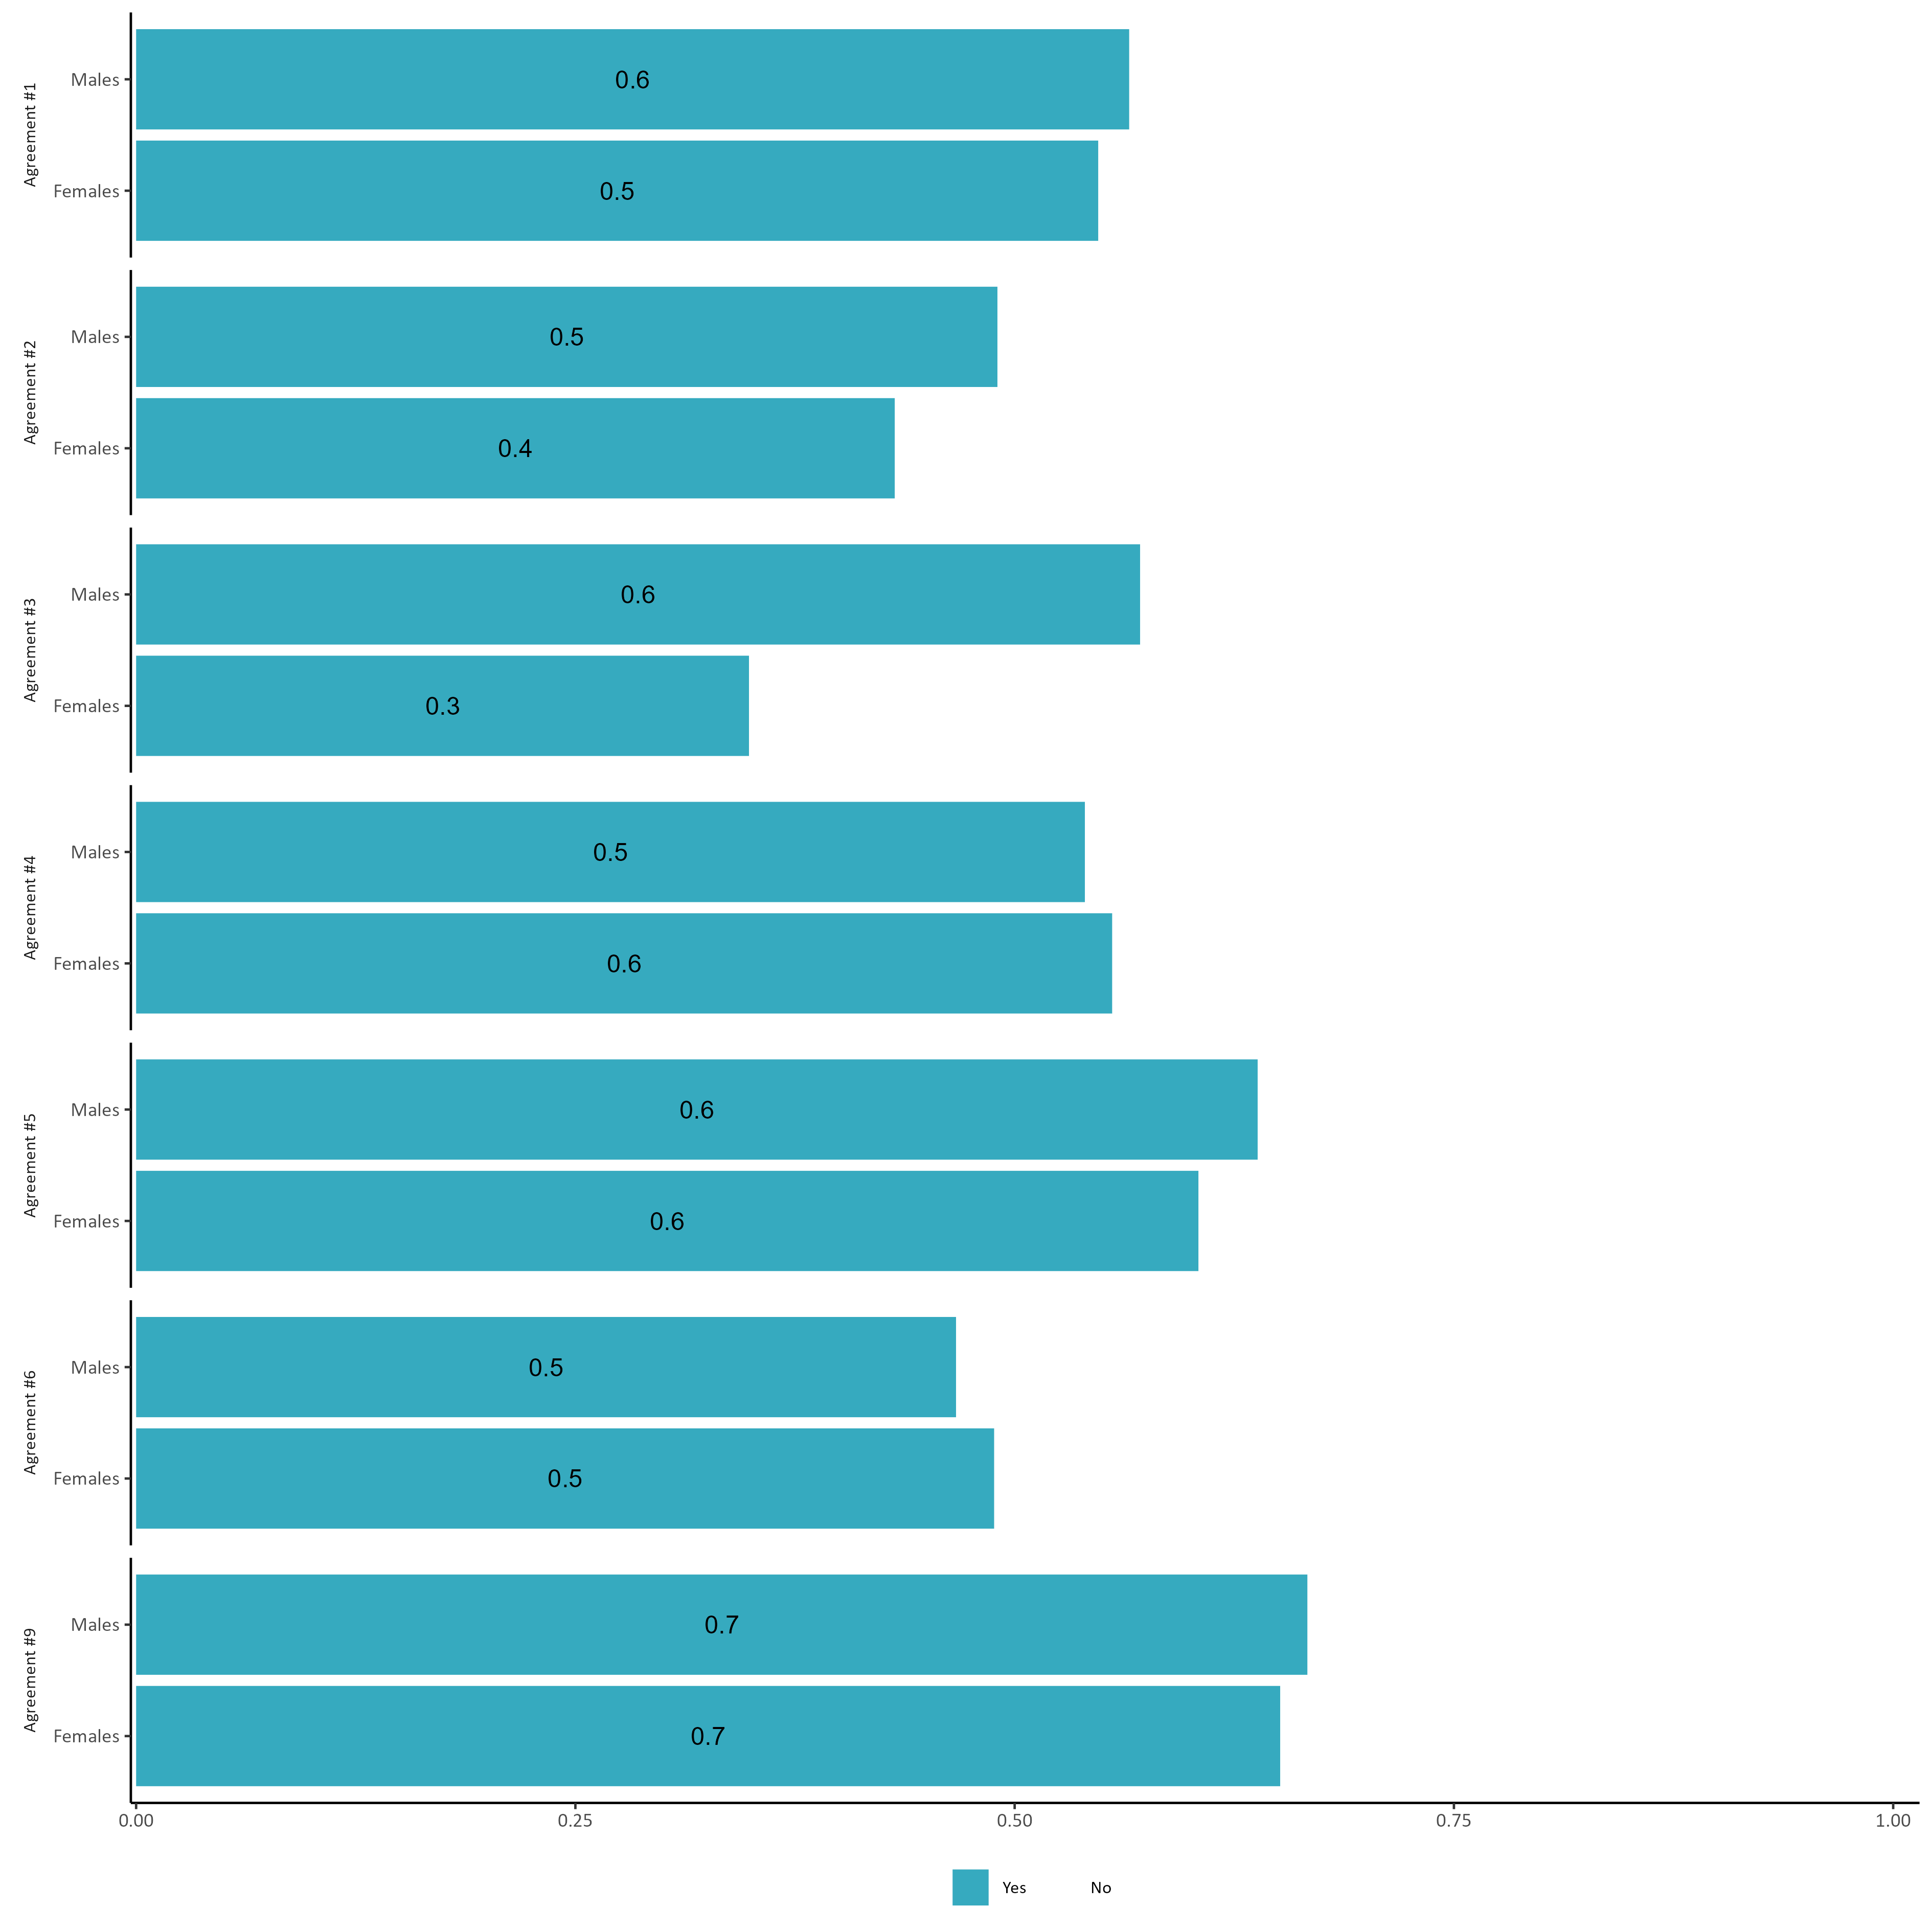 Agreement #1
Males
0.6
Females
0.5
Agreement #2
Males
0.5
Females
0.4
Agreement #3
Males
0.6
Females
0.3
Agreement #4
Males
0.5
Females
0.6
Agreement #5
Males
0.6
Females
0.6
Agreement #6
Males
0.5
Females
0.5
Agreement #9
Males
0.7
Females
0.7
0.00 0.25 0.50 0.75 1.00
Yes No